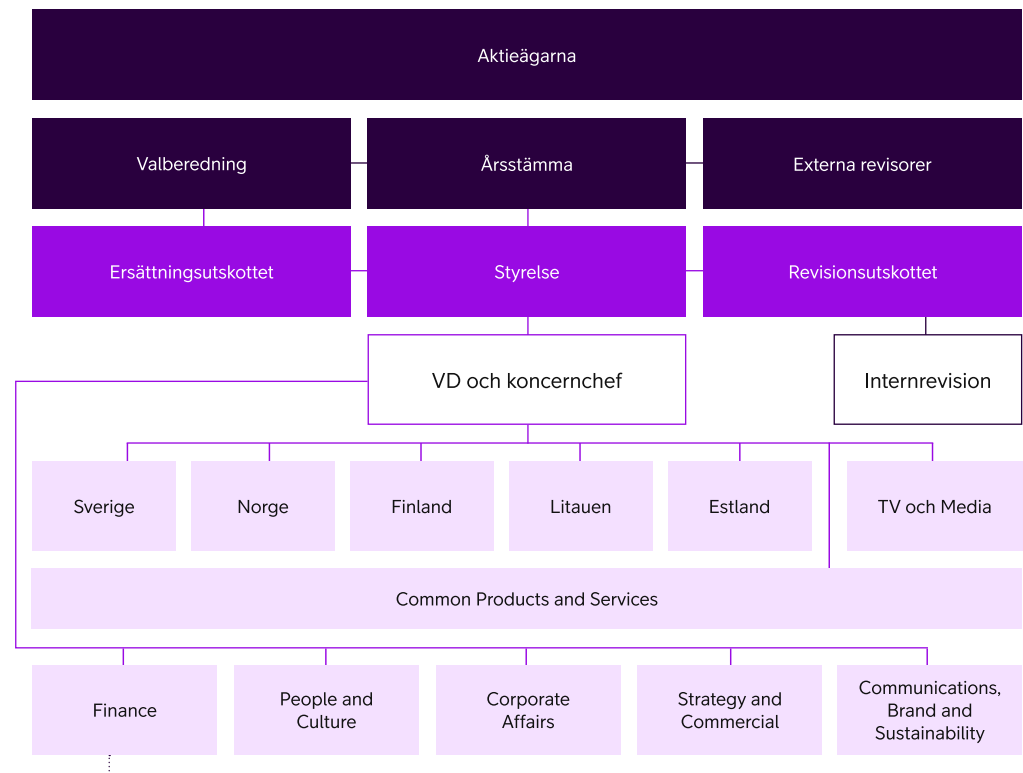 Aktieägarna
Valberedning
Årsstämma
Externa revisorer
Ersättningsutskottet
Styrelse
Revisionsutskottet
VD och koncernchef
Internrevision
Sverige
Norge
Finland
Litauen
Estland
TV och Media
Common Products and Services
Finance
People and
Culture
Corporate
Affairs
Strategy and
Commercial
Communications,
Brand and
Sustainability